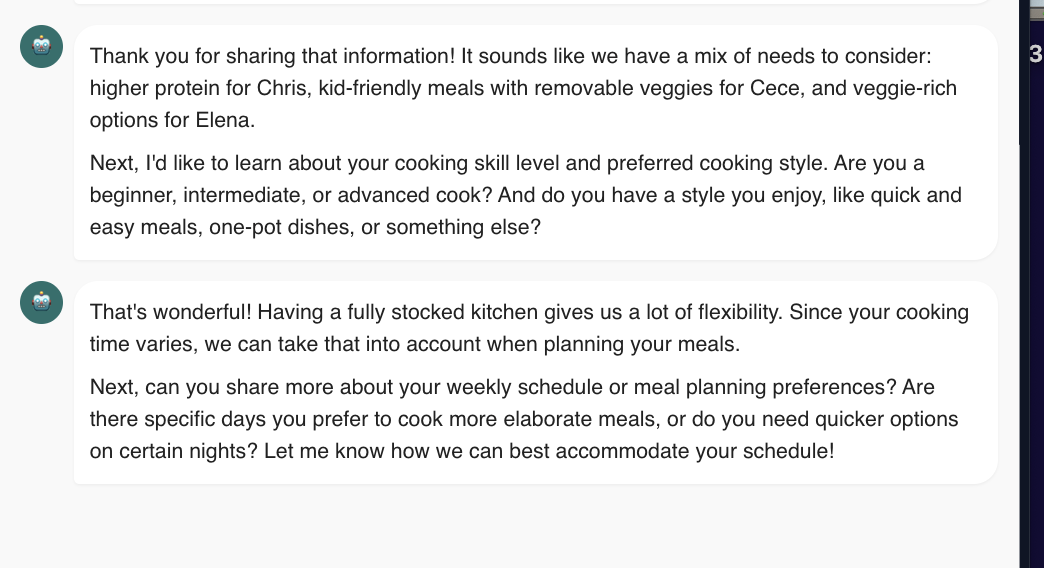 Thank you for sharing that information! It sounds like we have a mix of needs to consider:
higher protein for Chris, kid-friendly meals with removable veggies for Cece, and veggie-rich
options for Elena.
Next, I'd like to learn about your cooking skill level and preferred cooking style. Are you a
beginner, intermediate, or advanced cook? And do you have a style you enjoy, like quick and
easy meals, one-pot dishes, or something else?
That's wonderful! Having a fully stocked kitchen gives us a lot of flexibility. Since your cooking
time varies, we can take that into account when planning your meals.
Next, can you share more about your weekly schedule or meal planning preferences? Are
there specific days you prefer to cook more elaborate meals, or do you need quicker options
on certain nights? Let me know how we can best accommodate your schedule!
3